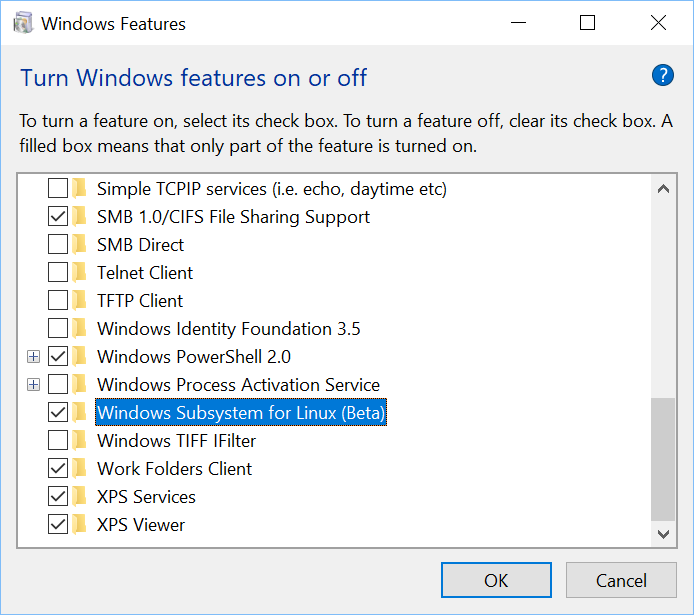 Windows Features
Turn Windows features on or off
?
To turn a feature on, select its check box. To turn a feature off, clear its check box. A
filled box means that only part of the feature is turned on.
Simple TCPIP services (i.e. echo, daytime etc)
SMB 1.0/CIFS File Sharing Support
SMB Direct
Telnet Client
TFTP Client
Windows Identity Foundation 3.5
Windows PowerShell 2.0
Windows Process Activation Service
Windows Subsystem for Linux (Beta)
Windows TIFF IFilter
Work Folders Client
XPS Services
XPS Viewer
OK
Cancel